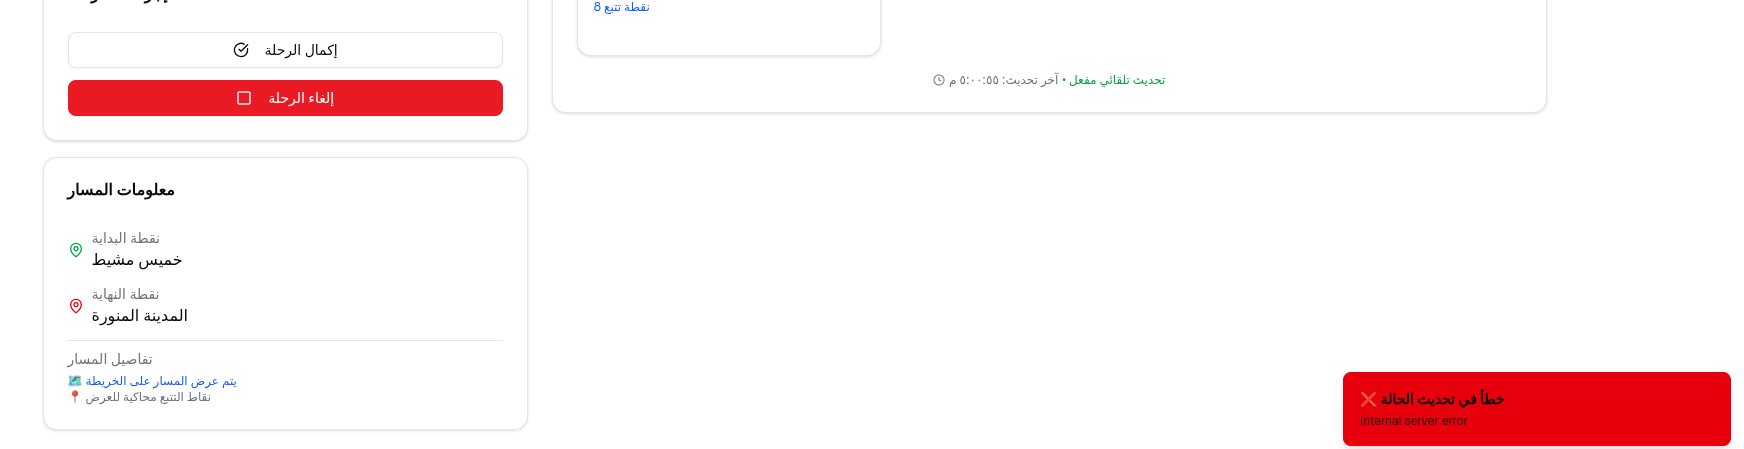 إكمال الرحلة
إلغاء الرحلة
معلومات المسار
نقطة البداية
خميس مشيط
نقطة النهاية
المدينة المنورة
تفاصيل المسار
🗺️ يتم عرض المسار على الخريطة
📍 نقاط التتبع محاكية للعرض
8 نقطة تتبع
تحديث تلقائي مفعل • آخر تحديث: ٥:٠٠:٥٥ م
❌ خطأ في تحديث الحالة
Internal server error